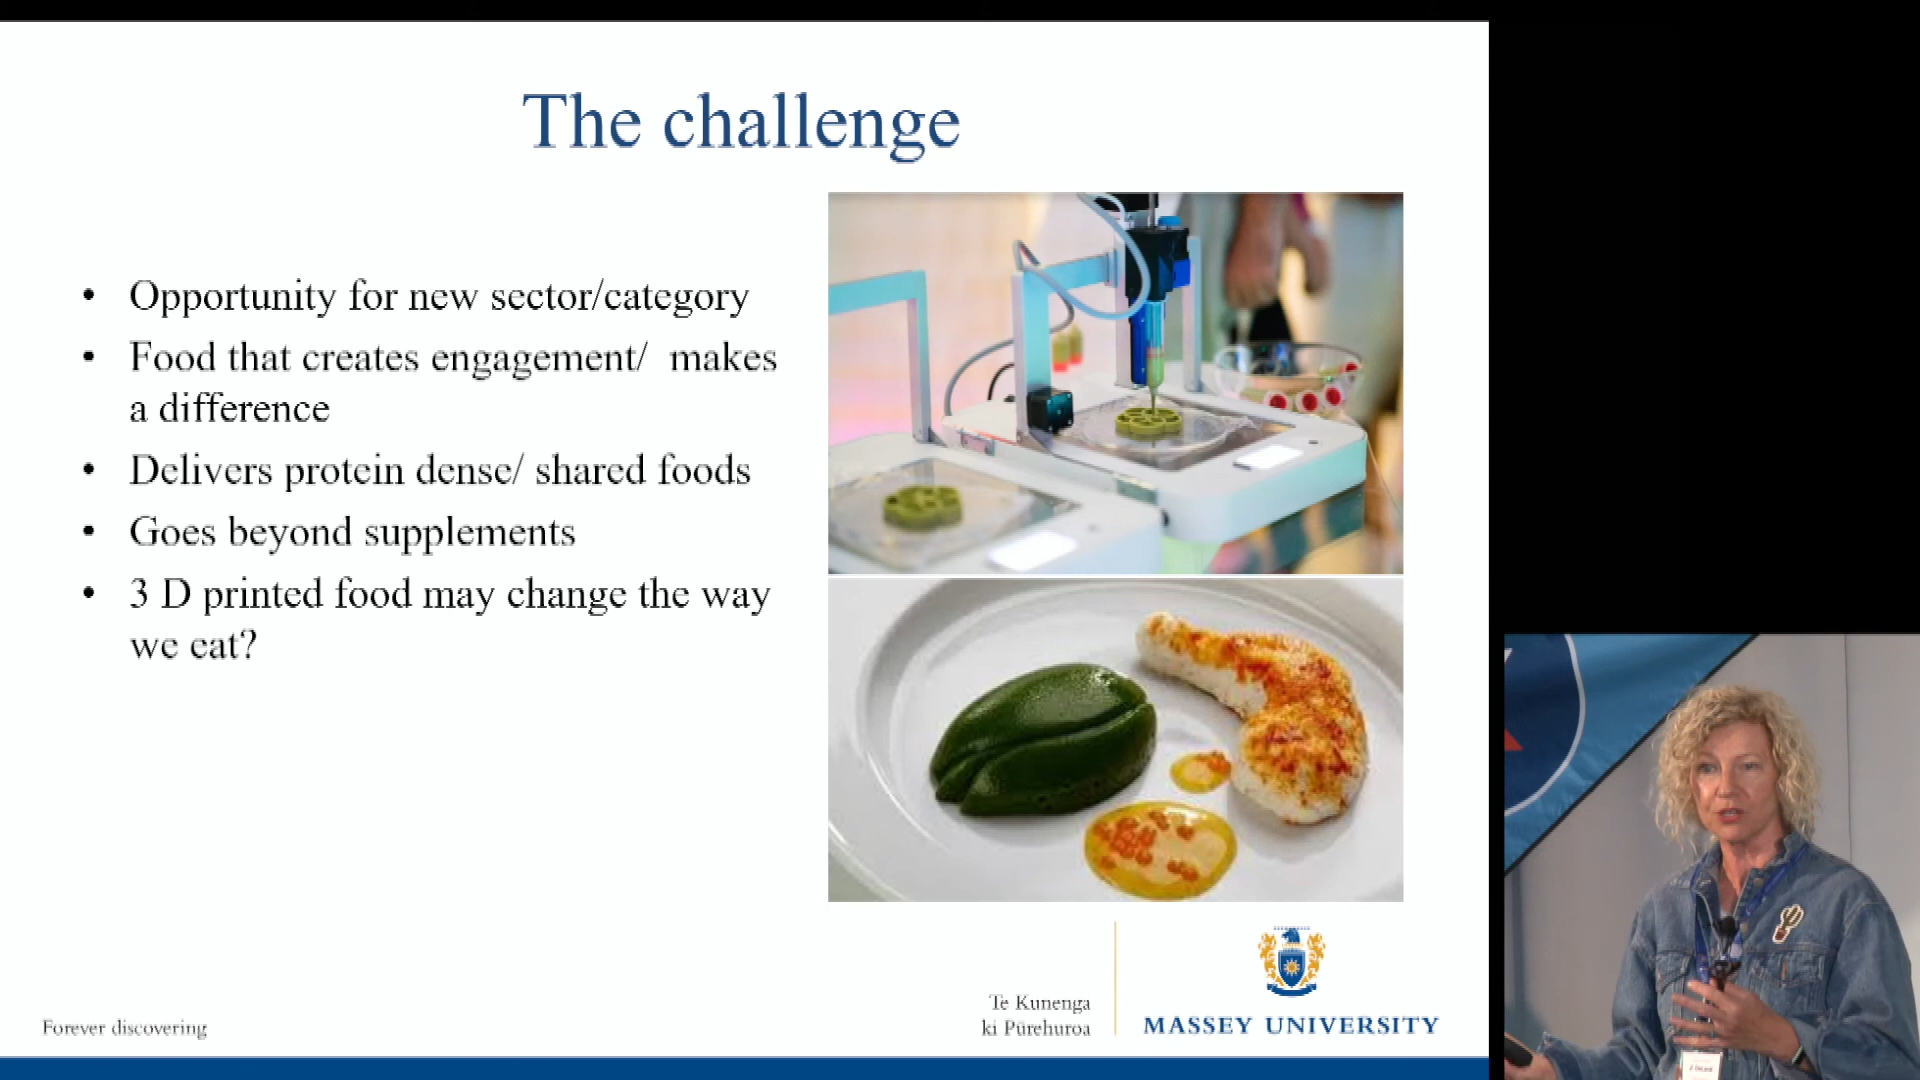 The challenge
• Opportunity for new sector/category
• Food that creates engagement/ makes
a difference
• Delivers protein dense/ shared foods
• Goes beyond supplements
• 3 D printed food may change the way
we eat?
Forever discovering
Te Kunenga
ki Pūrehuroa
MASSEY UNIVERSITY